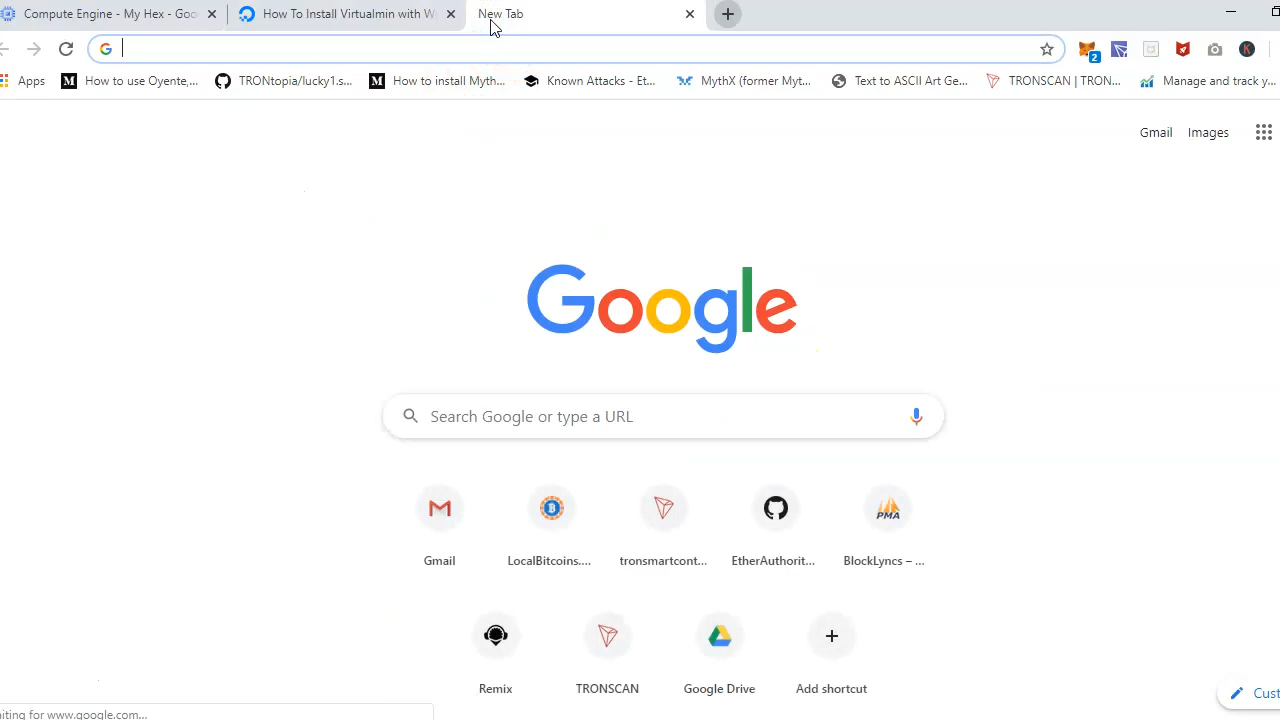 Compute Engine - My Hex - Goo
How To Install Virtualmin with W
New Tab
Apps
How to use Oyente,...
TRONtopia/lucky1.s...
How to install Myth...
Known Attacks - Et...
MythX (former Myt...
Text to ASCII Art Ge...
TRONSCAN | TRON...
Manage and track y...
2
K
Gmail
Images
Google
Search Google or type a URL
PMA
Gmail
LocalBitcoins....
tronsmartcont...
EtherAuthorit...
BlockLyncs – ...
Remix
TRONSCAN
Google Drive
Add shortcut
Cust
iting for www.google.com...